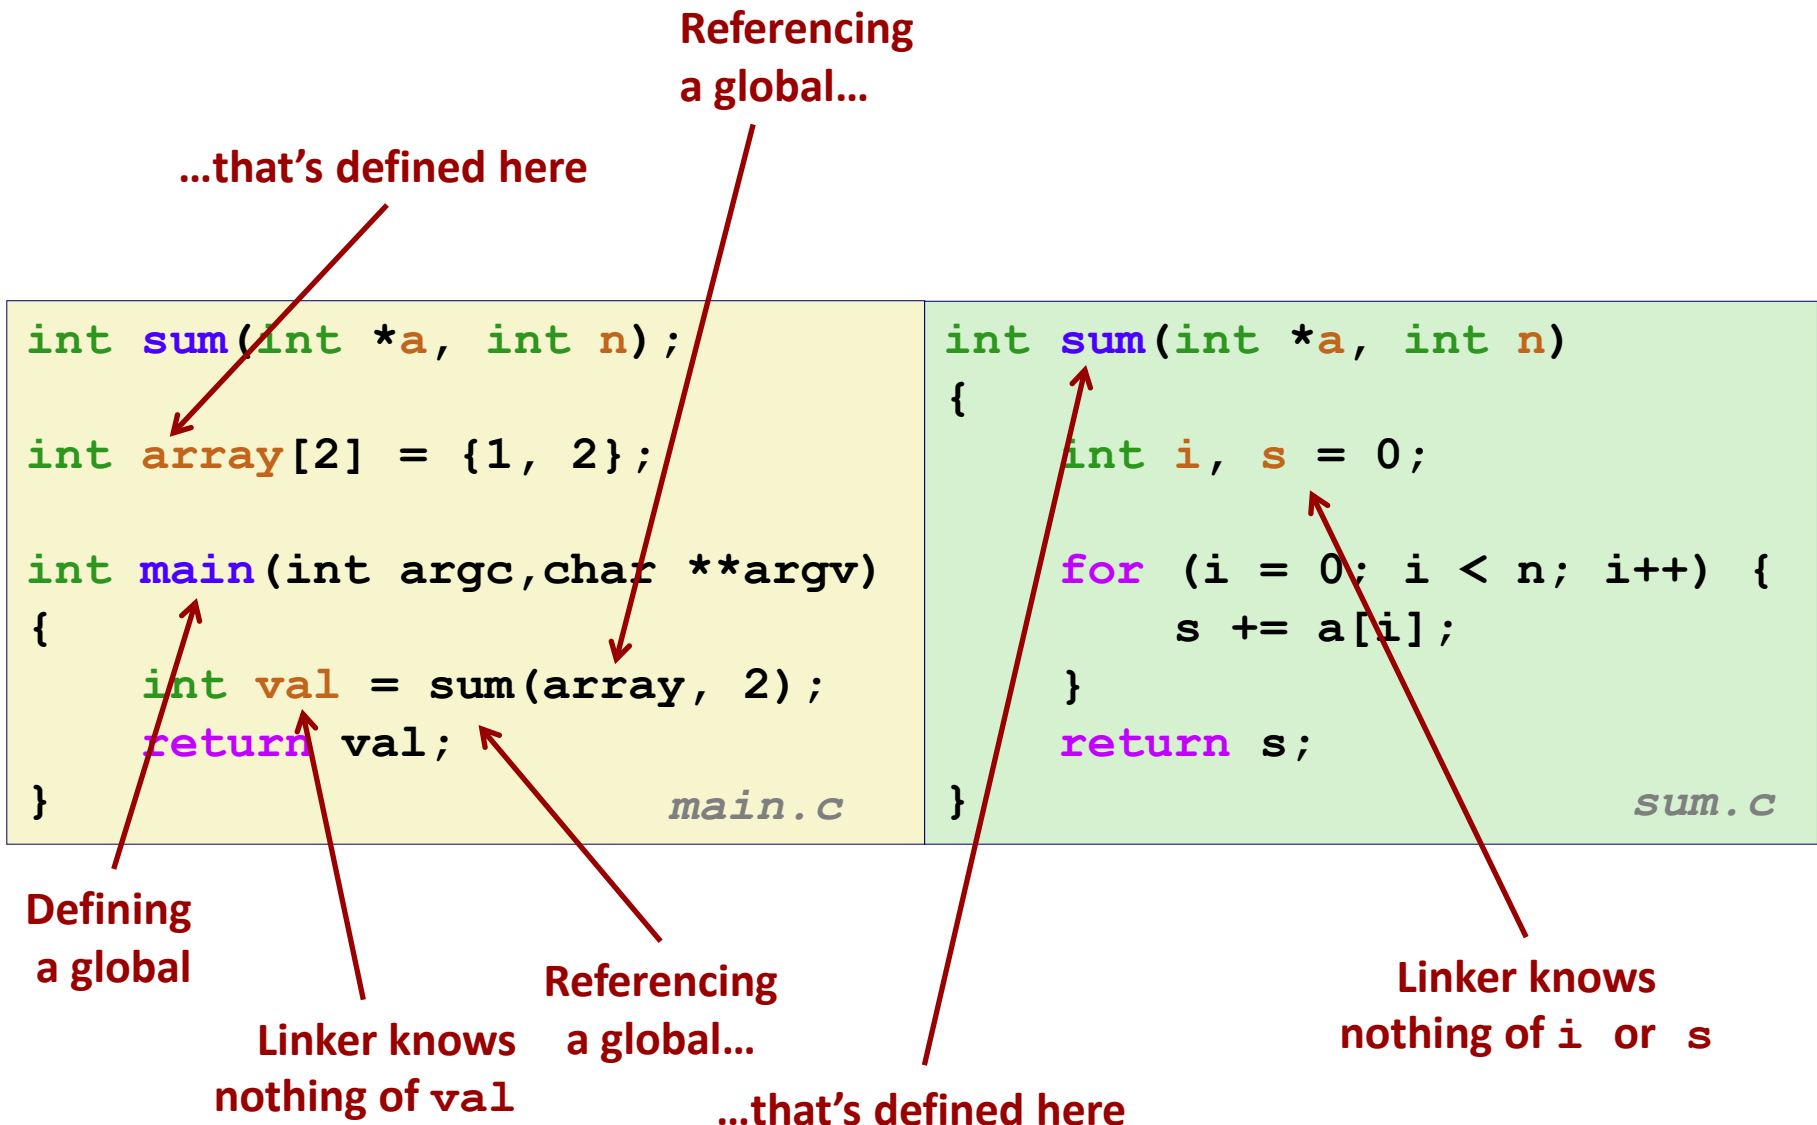 Referencing
a global…
…that’s defined here
int sum(int *a, int n);
int array[2] = {1, 2};
int main(int argc,char **argv)
{
    int val = sum(array, 2);
    return val;
}
main.c
int sum(int *a, int n)
{
    int i, s = 0;
    for (i = 0; i < n; i++) {
        s += a[i];
    }
    return s;
}
sum.c
Defining
a global
Linker knows
nothing of val
Referencing
a global…
…that’s defined here
Linker knows
nothing of i or s